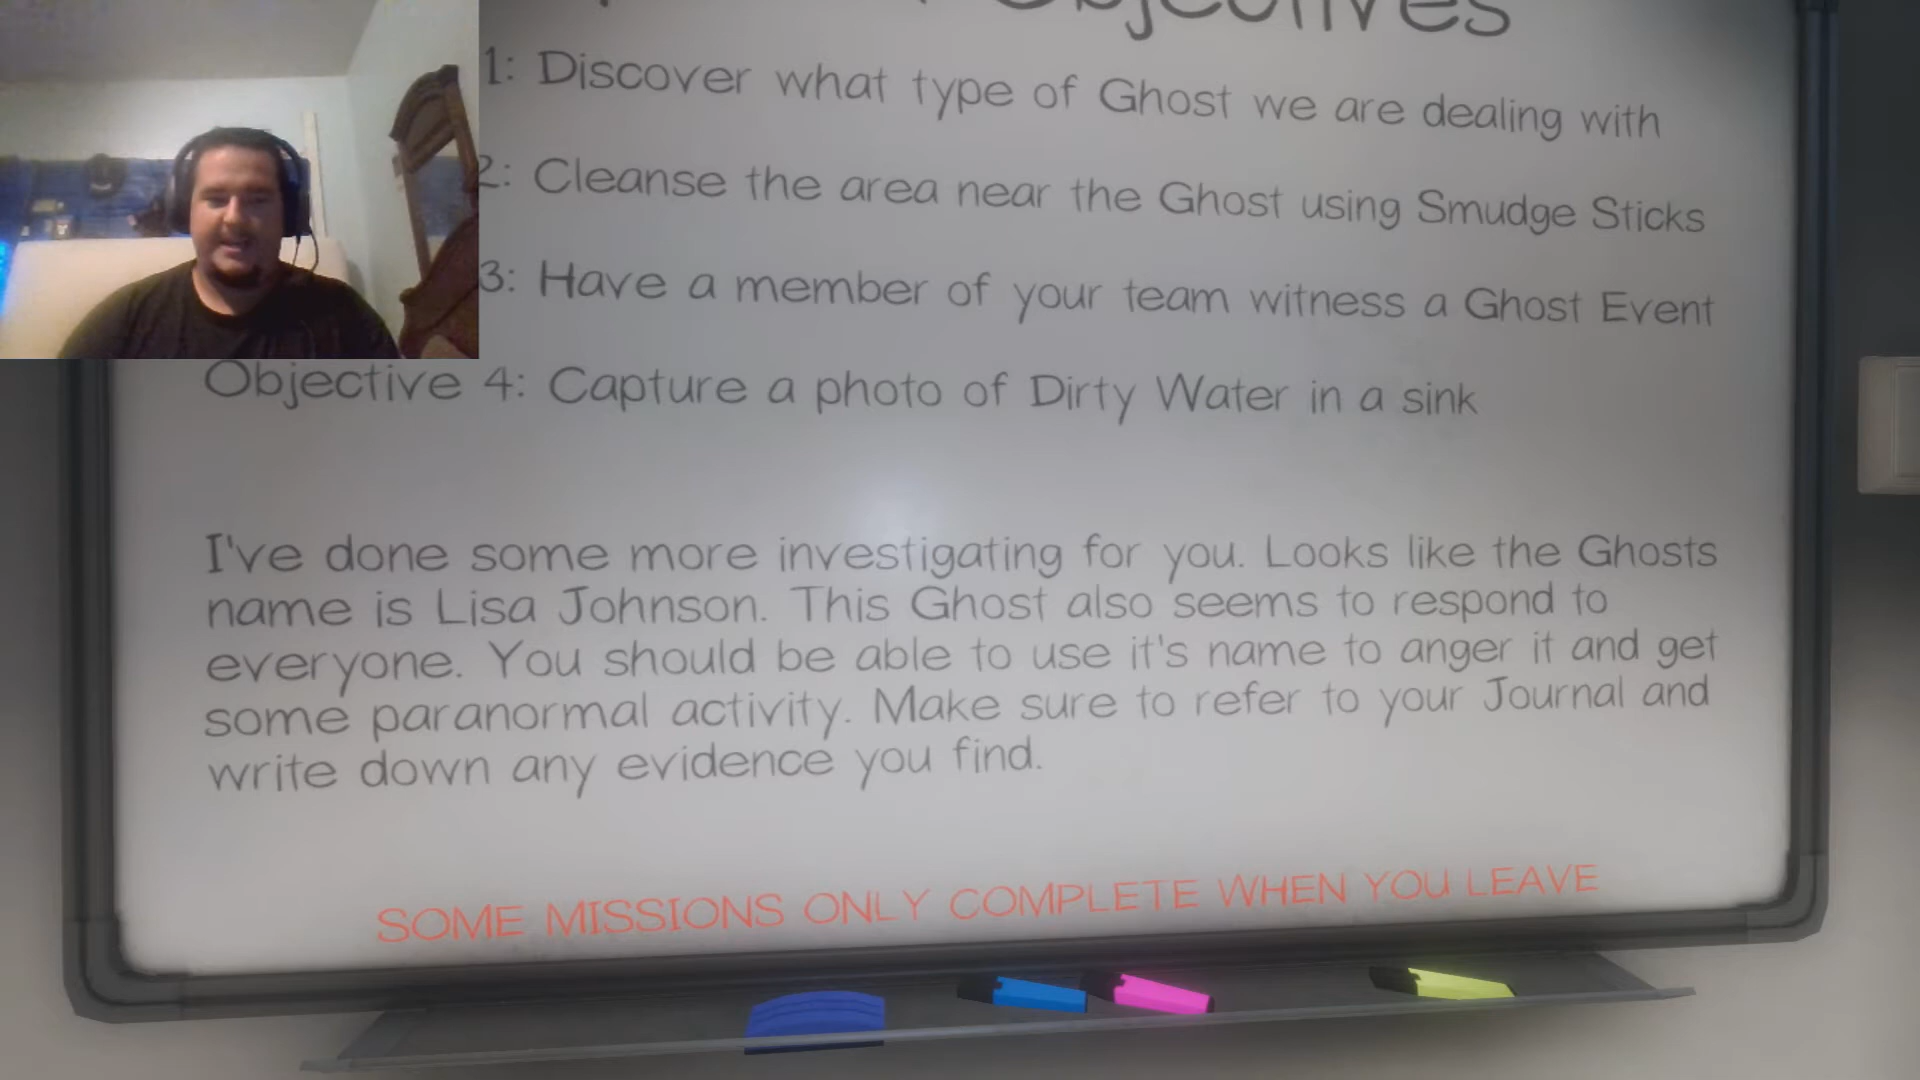 Objectives
1: Discover what type of Ghost we are dealing with
2: Cleanse the area near the Ghost using Smudge Sticks
3: Have a member of your team witness a Ghost Event
Objective 4: Capture a photo of Dirty Water in a sink
I've done some more investigating for you. Looks like the Ghosts
name is Lisa Johnson. This Ghost also seems to respond to
everyone. You should be able to use it's name to anger it and get
some paranormal activity. Make sure to refer to your Journal and
write down any evidence you find.
SOME MISSIONS ONLY COMPLETE WHEN YOU LEAVE